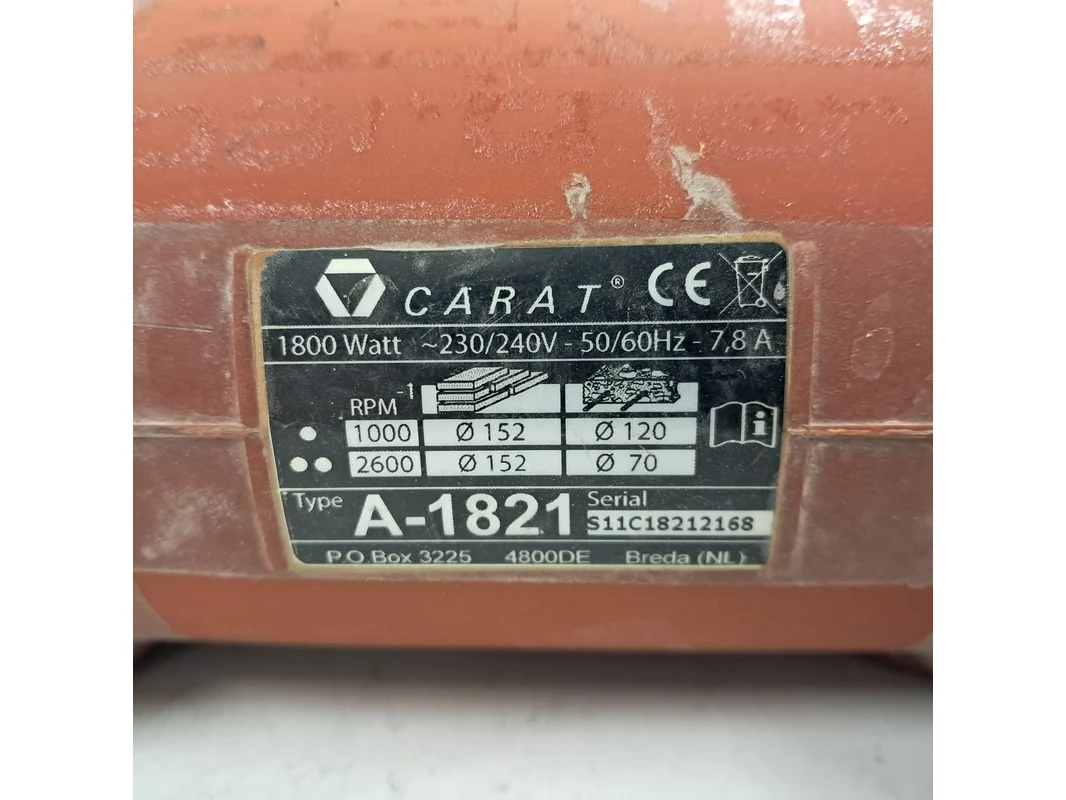 CARAT® CE
1800 Watt ~230/240V - 50/60Hz - 7,8 A
RPM-1
1000 Ø 152 Ø 120
2600 Ø 152 Ø 70
Type A-1821 Serial S11C18212168
P.O.Box 3225 4800DE Breda (NL)